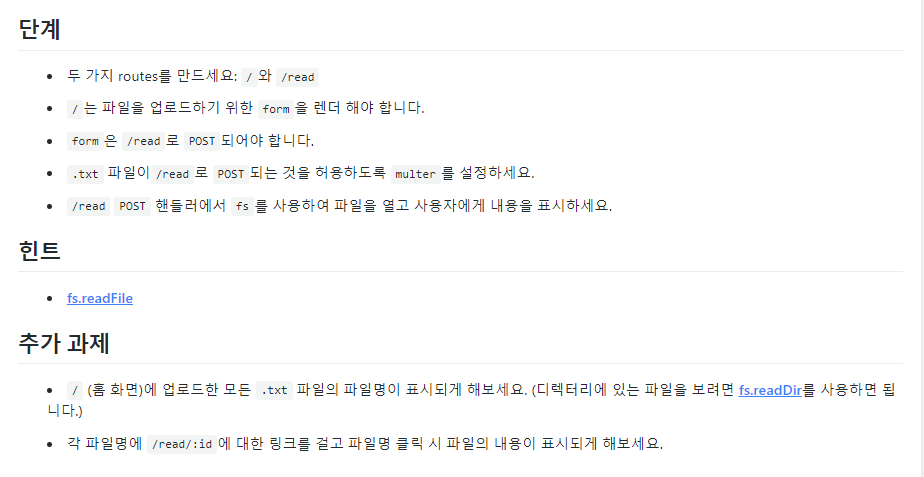 단계
두 가지 routes를 만드세요: / 와 /read
/ 는 파일을 업로드하기 위한 form 을 렌더 해야 합니다.
form 은 /read 로 POST 되어야 합니다.
.txt 파일이 /read 로 POST 되는 것을 허용하도록 multer 를 설정하세요.
/read POST 핸들러에서 fs 를 사용하여 파일을 열고 사용자에게 내용을 표시하세요.
힌트
fs.readFile
추가 과제
/ (홈 화면)에 업로드한 모든 .txt 파일의 파일명이 표시되게 해보세요. (디렉터리에 있는 파일을 보려면 fs.readDir를 사용하면 됩
니다.)
각 파일명에 /read/:id 에 대한 링크를 걸고 파일명 클릭 시 파일의 내용이 표시되게 해보세요.